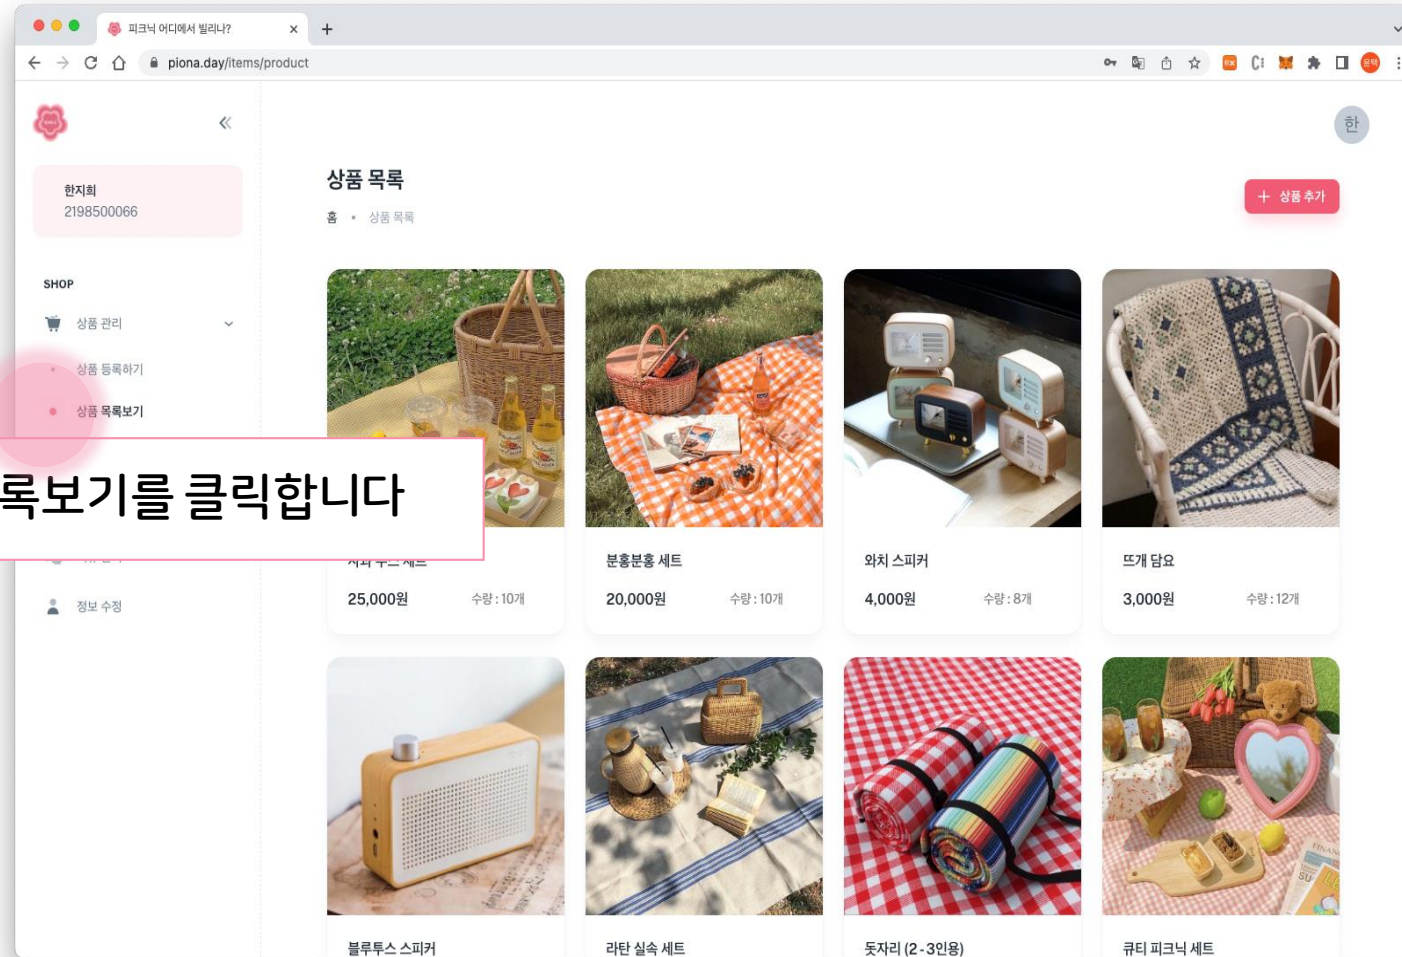 피크닉 어디에서 빌리나?
piona.day/items/product
윤택
한
한지희
2198500066
상품 목록
홈 • 상품 목록
+ 상품 추가
SHOP
상품 관리
상품 등록하기
상품 목록보기
록보기를 클릭합니다
정보 수정
25,000원 수량 : 10개
분홍분홍 세트
20,000원 수량 : 10개
와치 스피커
4,000원 수량 : 8개
뜨개 담요
3,000원 수량 : 12개
블루투스 스피커
라탄 실속 세트
돗자리 (2 - 3인용)
큐티 피크닉 세트